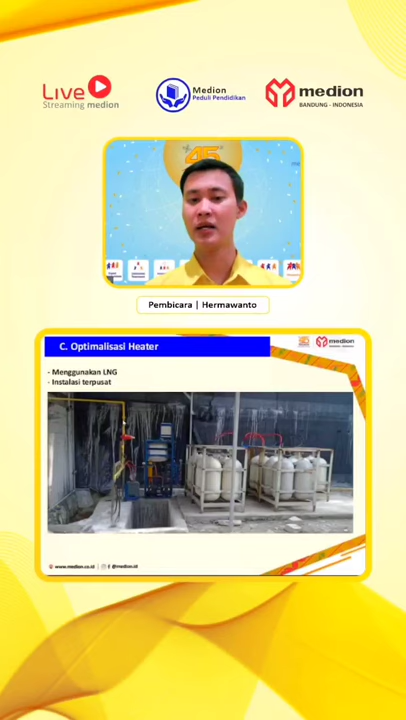 Live
Streaming medion
Medion
Peduli Pendidikan
medion
BANDUNG - INDONESIA
45
Pembicara | Hermawanto
C. Optimalisasi Heater
medion
- Menggunakan LNG
- Instalasi terpusat
www.medion.co.id | @medion.id